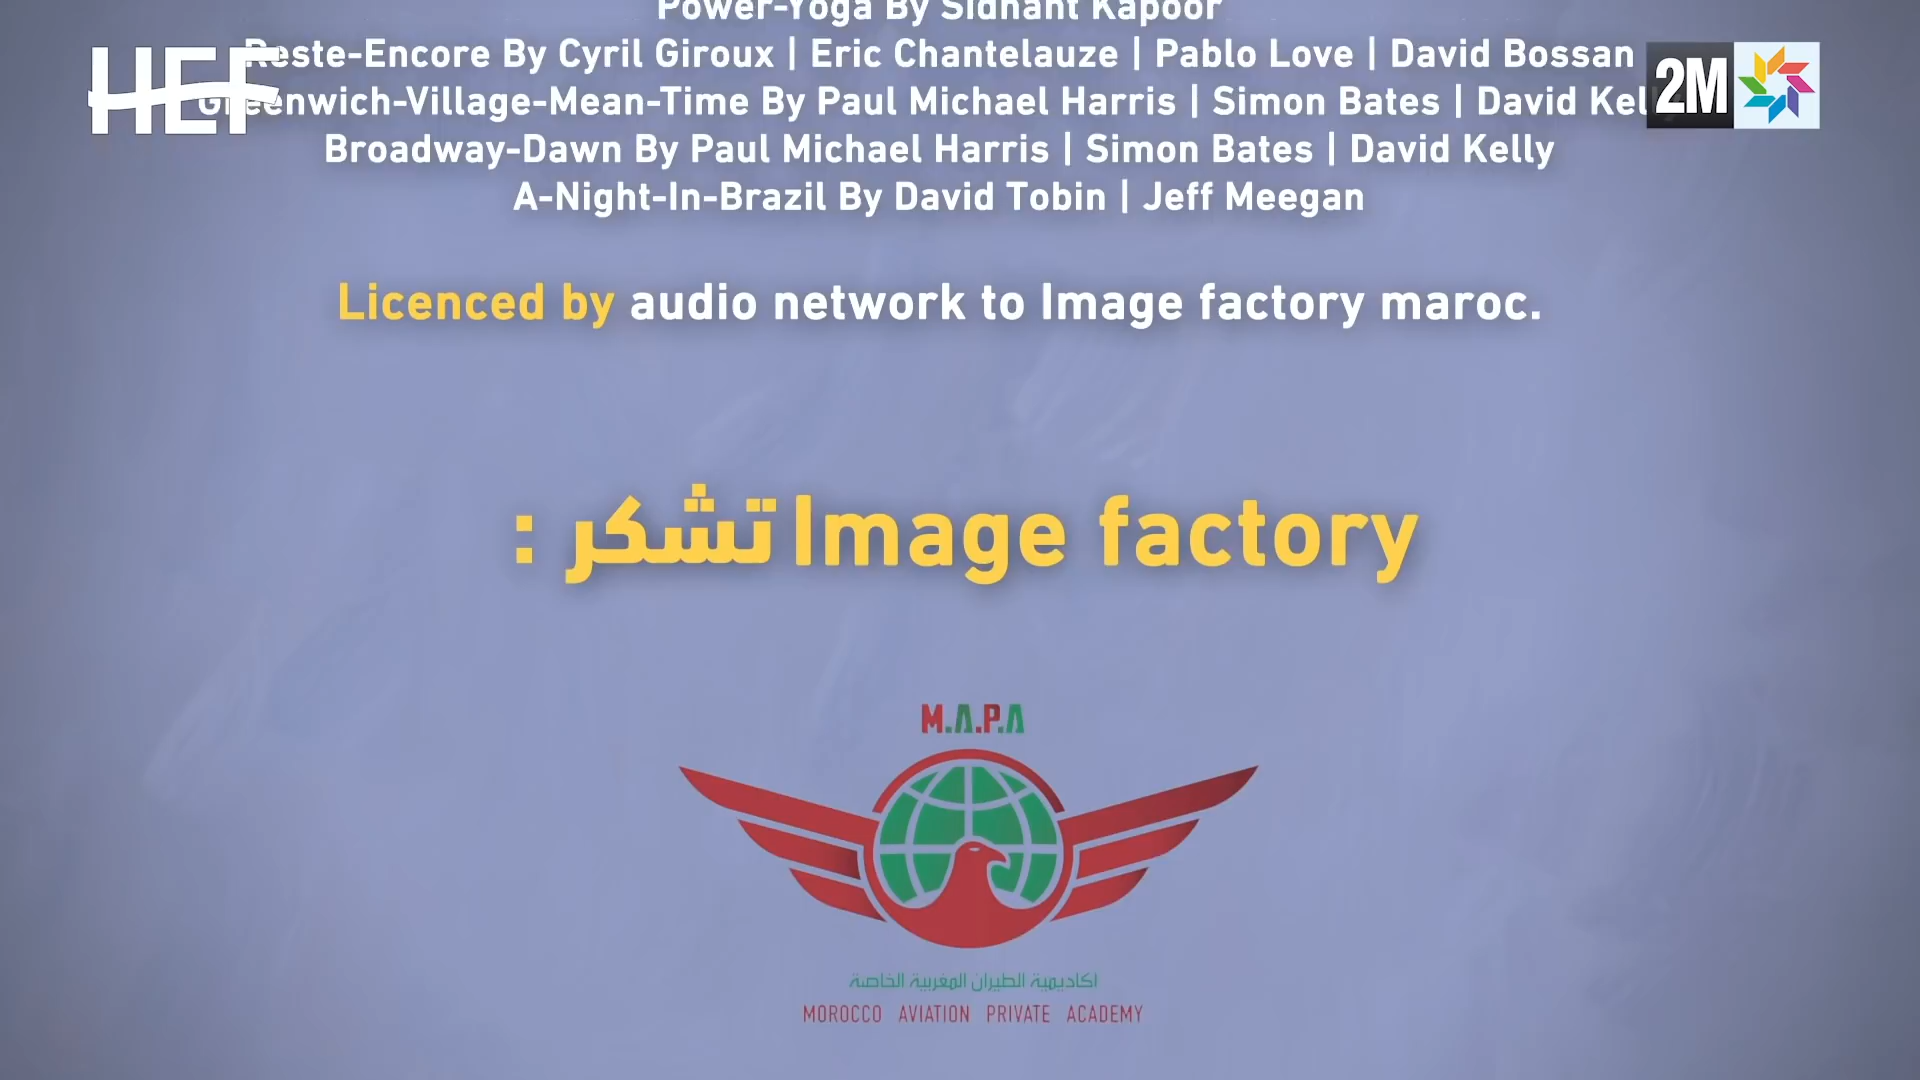 Power-Yoga By Sidhant Kapoor
Reste-Encore By Cyril Giroux | Eric Chantelauze | Pablo Love | David Bossan
Greenwich-Village-Mean-Time By Paul Michael Harris | Simon Bates | David Kel
Broadway-Dawn By Paul Michael Harris | Simon Bates | David Kelly
A-Night-In-Brazil By David Tobin | Jeff Meegan
HEF
2M
Licenced by audio network to Image factory maroc.
Image factory تشكر :
M.A.P.A
اكاديمية الطيران المغربية الخاصة
MOROCCO AVIATION PRIVATE ACADEMY